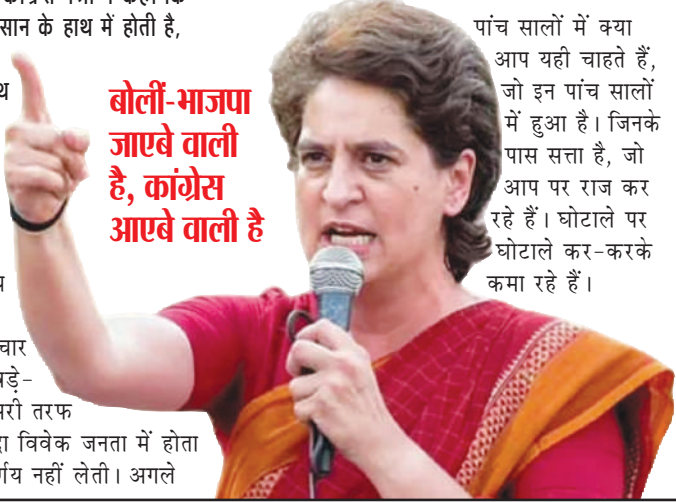 सान के हाथ में होती है,
बोलीं-भाजपा
जाएबे वाली
है, कांग्रेस
आएबे वाली है
चार
विवेक जनता में होता
नहीं लेती। अगले
पांच सालों में क्या
आप यही चाहते हैं,
जो इन पांच सालों
में हुआ है। जिनके
पास सत्ता है, जो
आप पर राज कर
रहे हैं। घोटाले पर
घोटाले कर-करके
कमा रहे हैं।